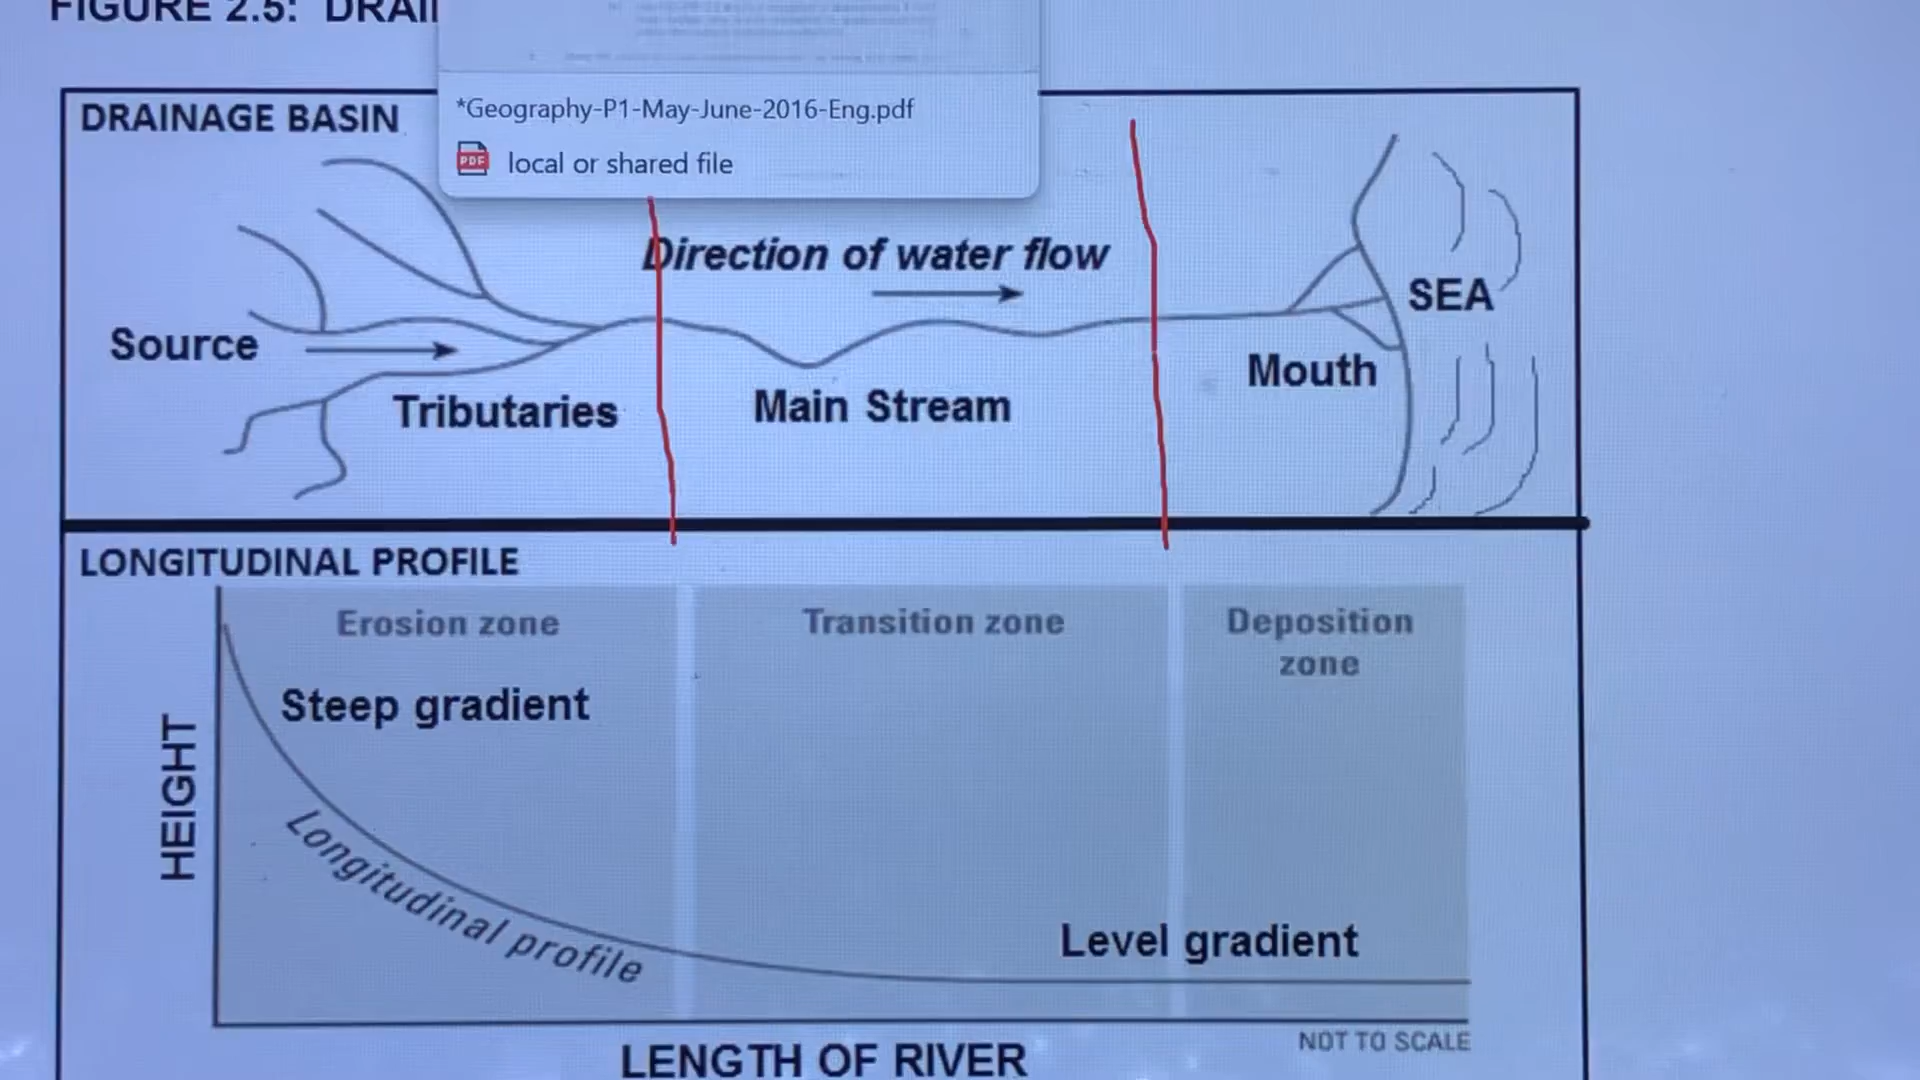 FIGURE 2.5:
*Geography-P1-May-June-2016-Eng.pdf
PDF local or shared file
DRAINAGE BASIN
Direction of water flow
SEA
Source
Mouth
Tributaries
Main Stream
LONGITUDINAL PROFILE
Erosion zone
Transition zone
Deposition
zone
Steep gradient
HEIGHT
Longitudinal profile
Level gradient
NOT TO SCALE
LENGTH OF RIVER